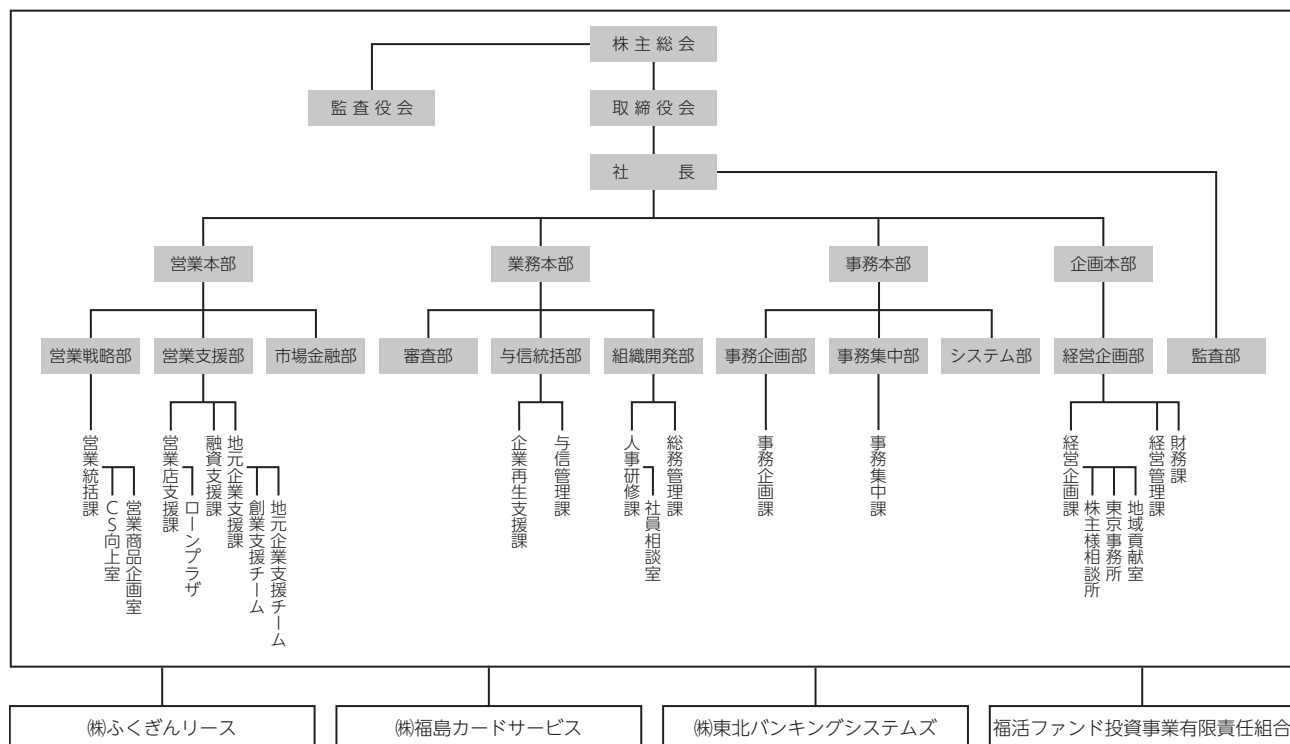 株主総会
監査役会
取締役会
社　　長
営業本部
業務本部
事務本部
企画本部
営業戦略部
営業支援部
市場金融部
審査部
与信統括部
組織開発部
事務企画部
事務集中部
システム部
経営企画部
監査部
営業統括課
CS向上室
営業商品企画室
営業店支援課
ローンプラザ
融資支援課
地元企業支援課
創業支援チーム
地元企業支援チーム
企業再生支援課
与信管理課
人事研修課
社員相談室
総務管理課
事務企画課
事務集中課
経営企画課
株主様相談所
東京事務所
地域貢献室
経営管理課
財務課
㈱ふくぎんリース
㈱福島カードサービス
㈱東北バンキングシステムズ
福活ファンド投資事業有限責任組合